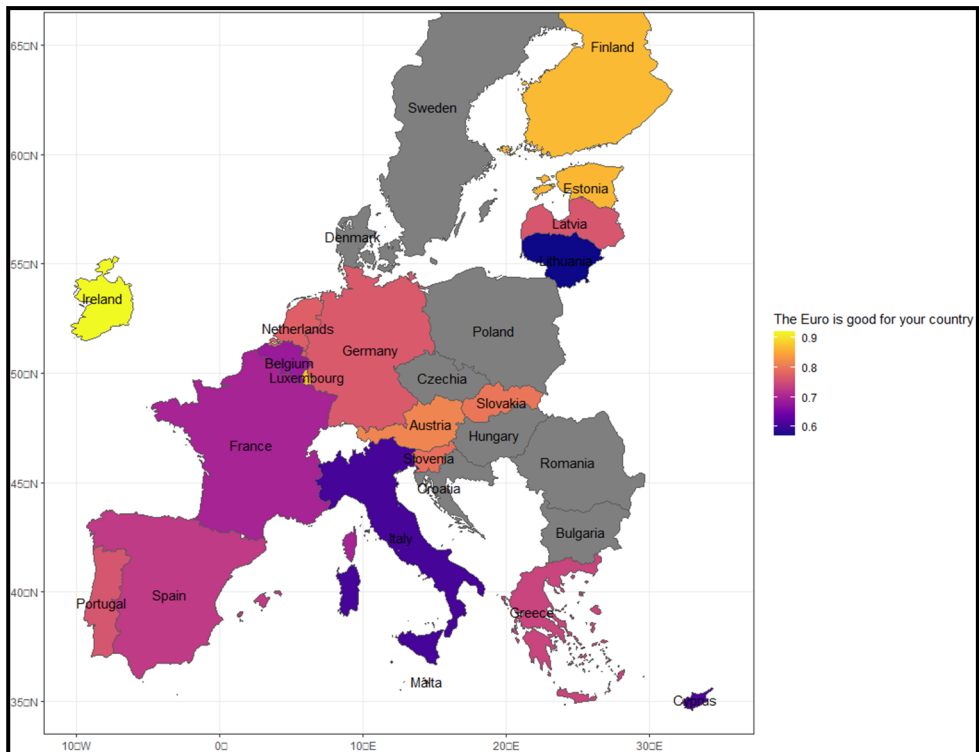 65□N
60□N
55□N
50□N
45□N
40□N
35□N
10□W
0□
10□E
20□E
30□E
Finland
Sweden
Estonia
Latvia
Denmark
Lithuania
Ireland
Netherlands
Poland
Germany
Belgium
Luxembourg
Czechia
Slovakia
Austria
Hungary
France
Slovenia
Romania
Croatia
Bulgaria
Italy
Spain
Portugal
Greece
Malta
Cyprus
The Euro is good for your country
0.9
0.8
0.7
0.6